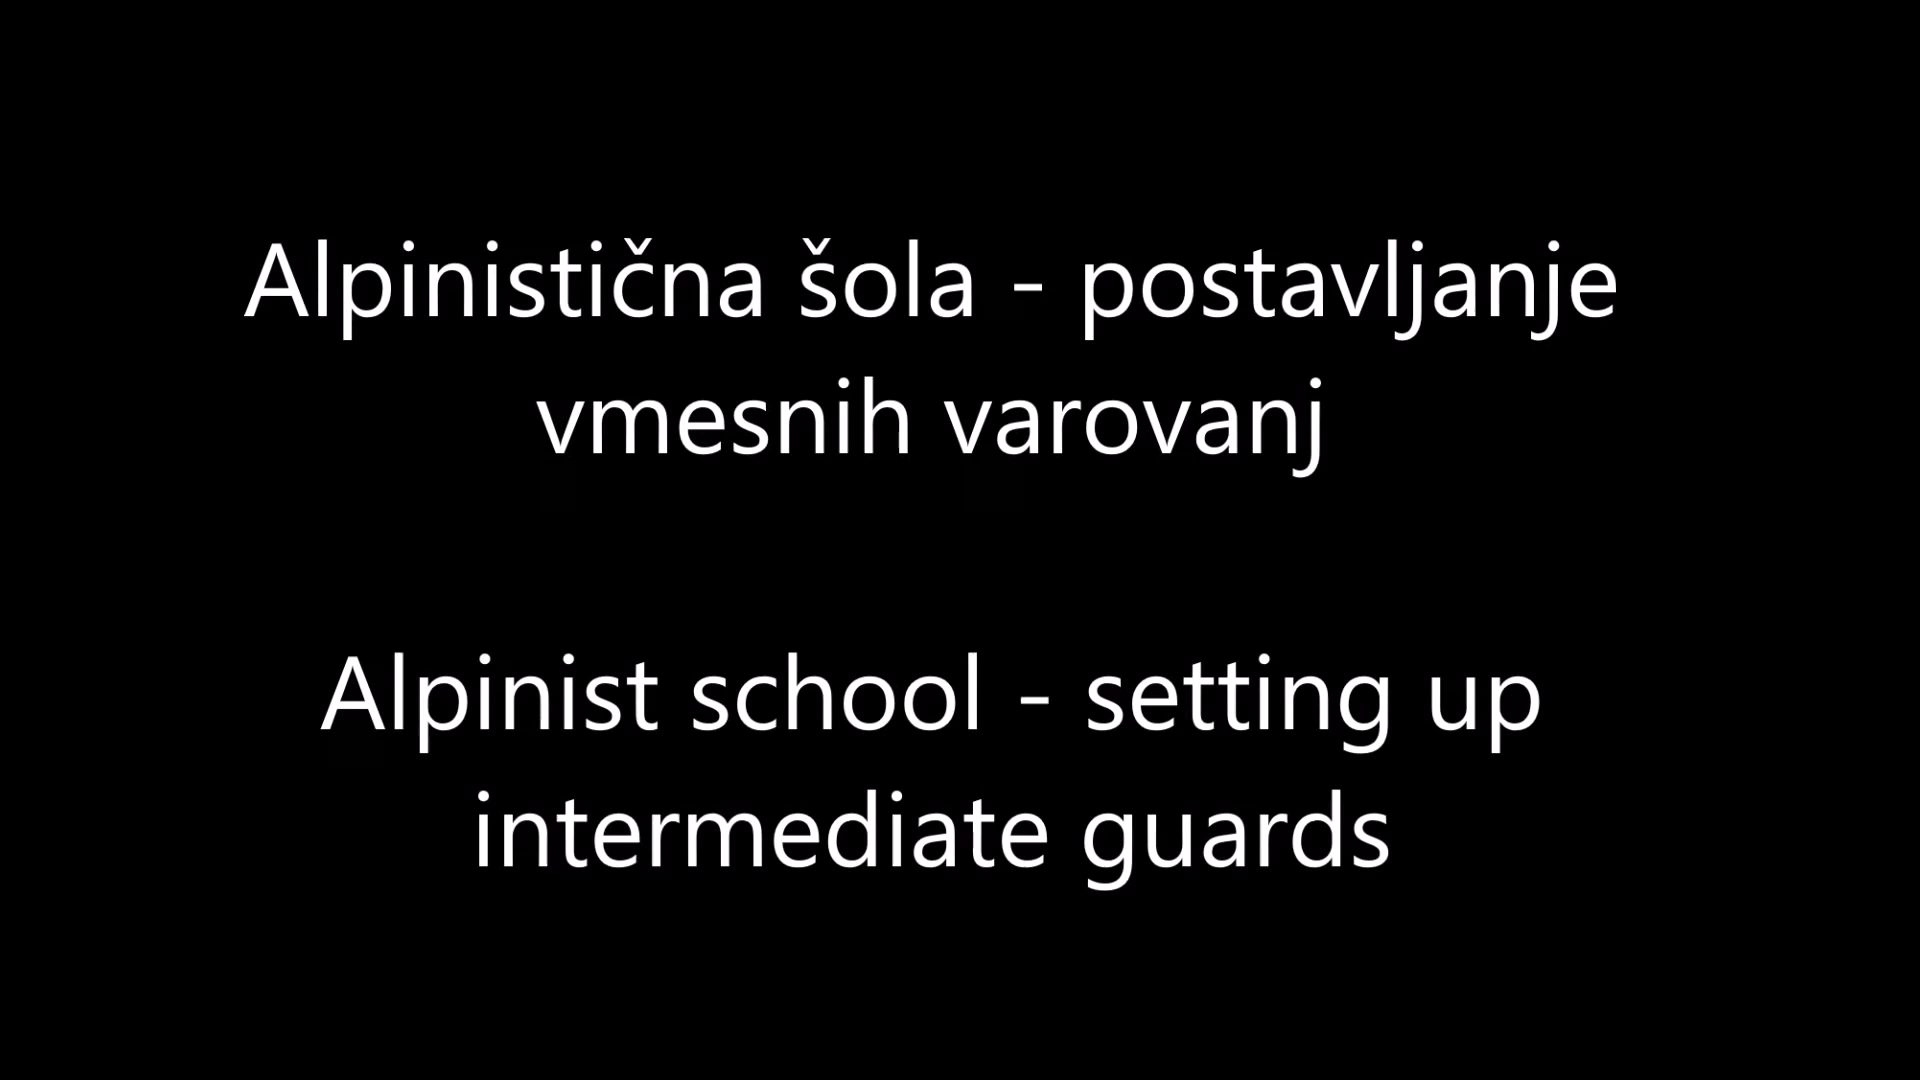 Alpinistična šola - postavljanje
vmesnih varovanj
Alpinist school - setting up
intermediate guards